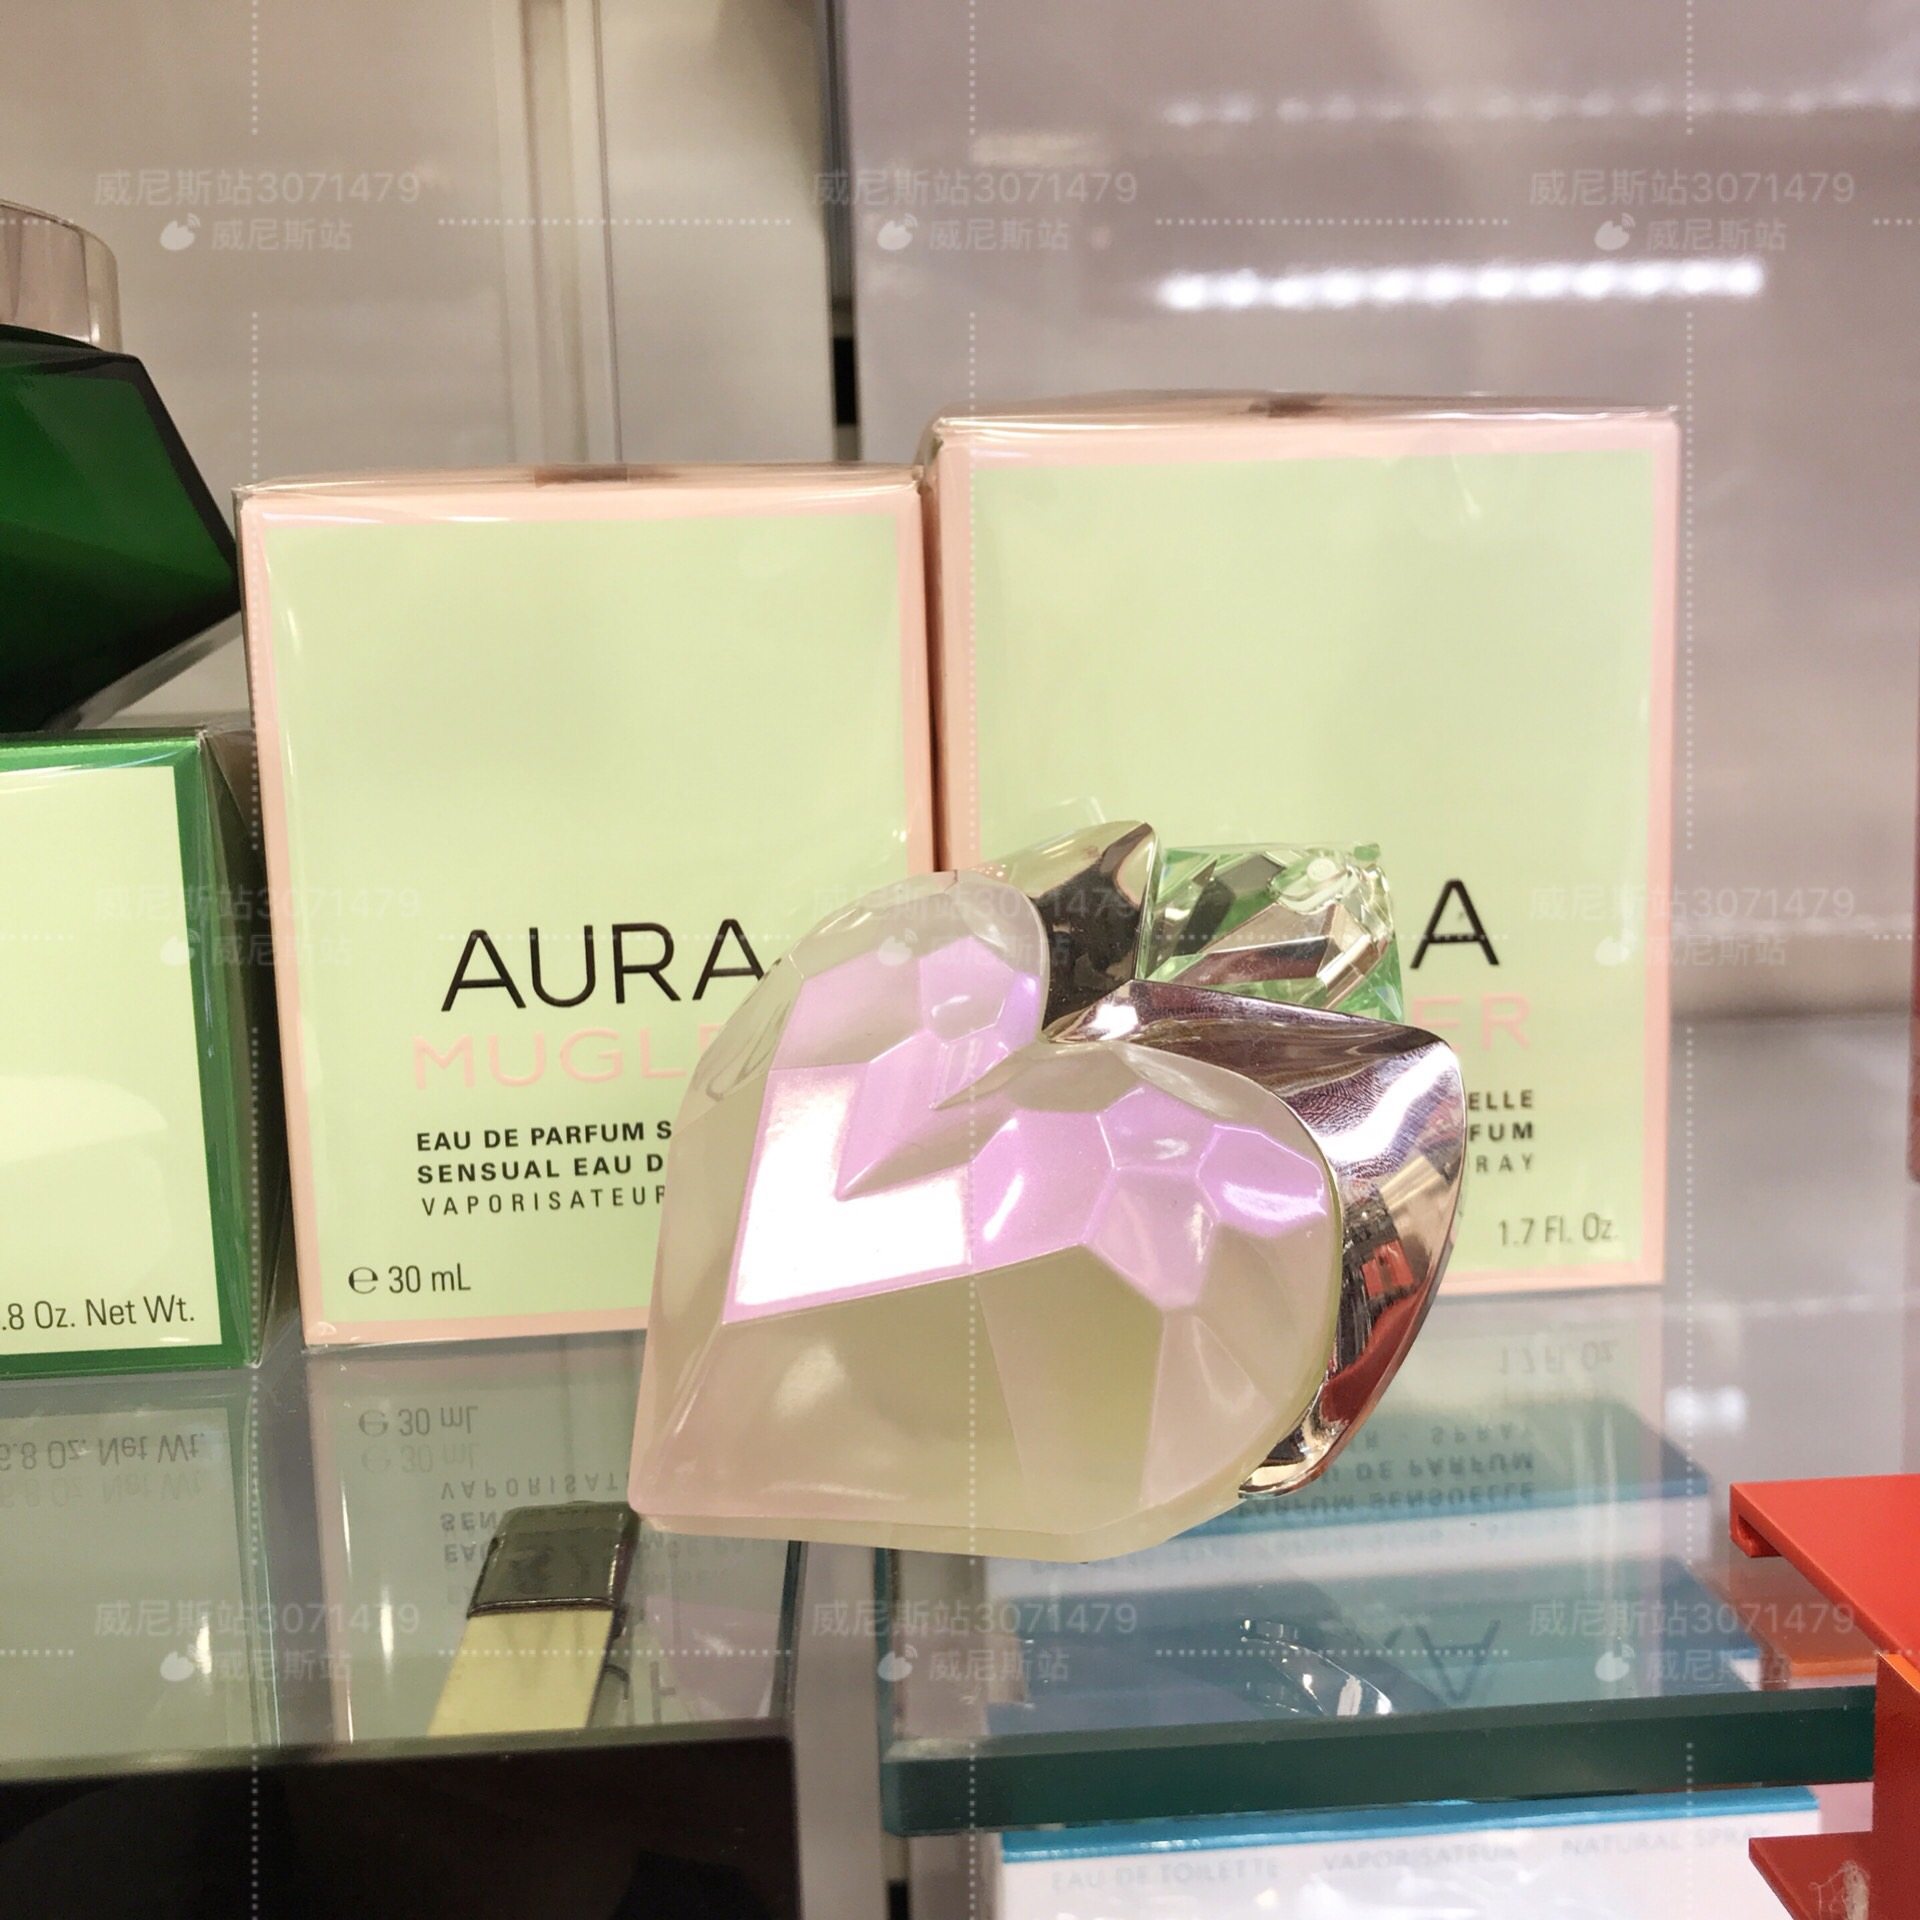 威尼斯站3071479
威尼斯站
威尼斯站3071479
威尼斯站
威尼斯站3071479
威尼斯站
AURA
MUGL
EAU DE PARFUM S
SENSUAL EAU D
VAPORISATEUR
e 30 mL
A
ER
ELLE
FUM
RAY
1.7 Fl. Oz.
.8 Oz. Net Wt.
威尼斯站3071479
威尼斯站
威尼斯站3071479
威尼斯站
威尼斯站3071479
威尼斯站
威尼斯站3071479
威尼斯站
威尼斯站3071479
威尼斯站
威尼斯站3071479
威尼斯站
EAU DE TOILETTE VAPORISATEUR NATURAL SPRAY